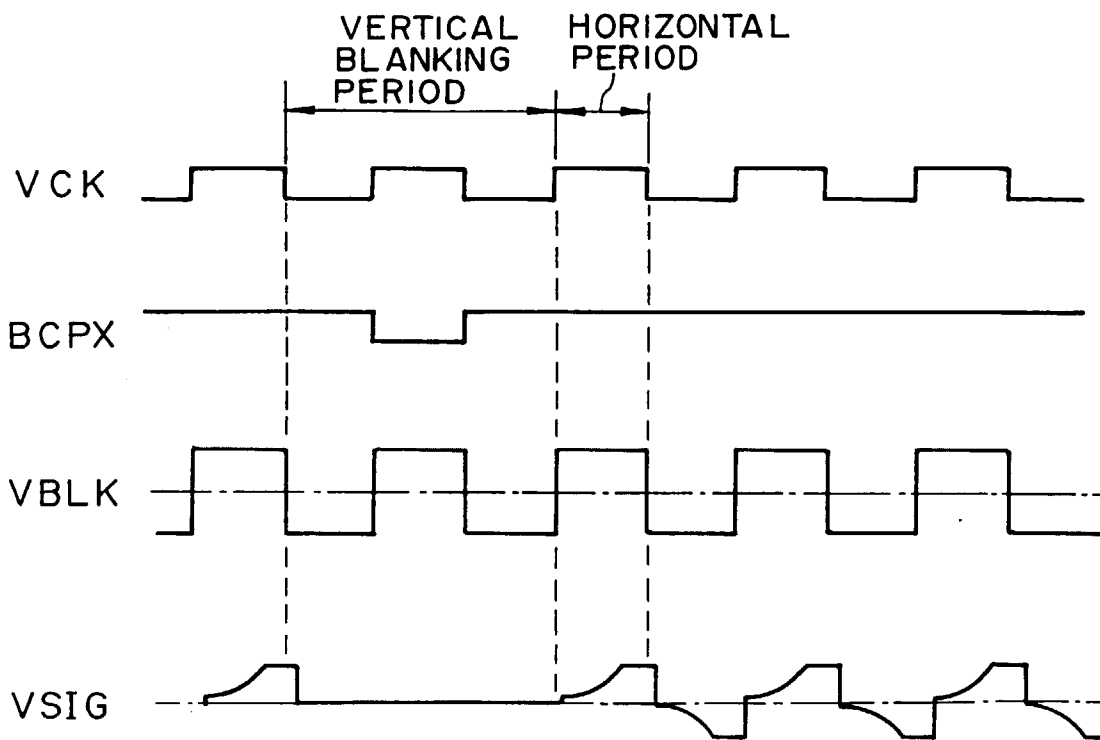 VERTICAL
BLANKING
PERIOD
HORIZONTAL
PERIOD
VCK
BCPX
VBLK
VSIG